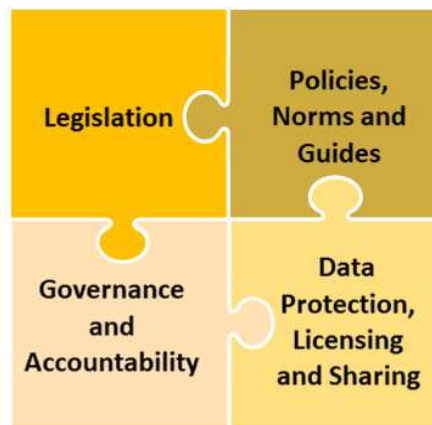 Legislation
Policies,
Norms and
Guides
Governance
and
Accountability
Data
Protection,
Licensing
and Sharing